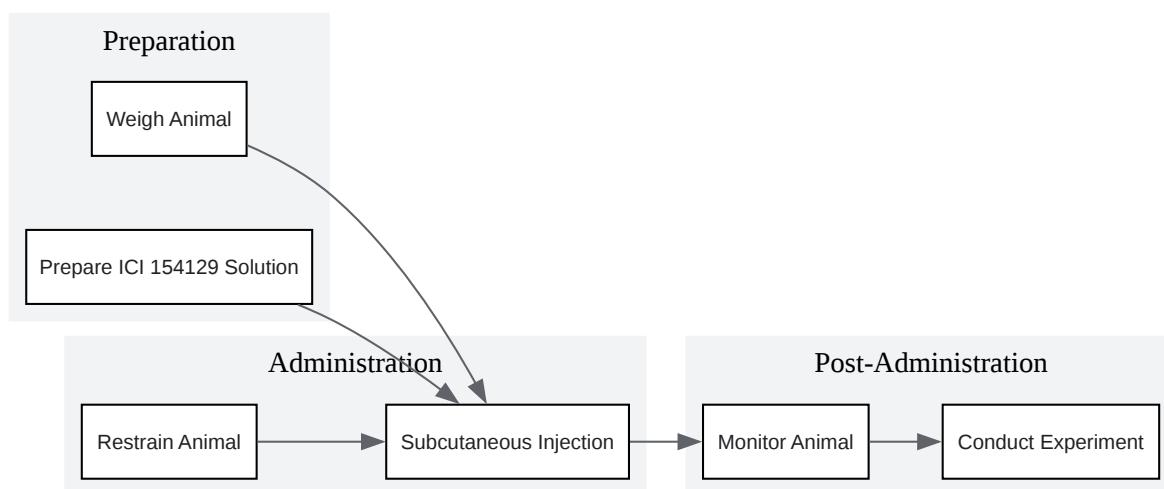 Preparation
Weigh Animal
Prepare ICI 154129 Solution
Administration
Post-Administration
Restrain Animal
Subcutaneous Injection
Monitor Animal
Conduct Experiment